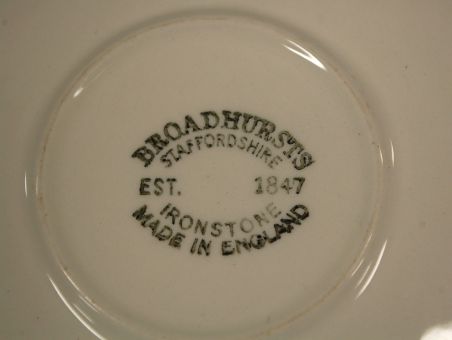 BROADHURSTS
STAFFORDSHIRE
EST. 1847
IRONSTONE
MADE IN ENGLAND